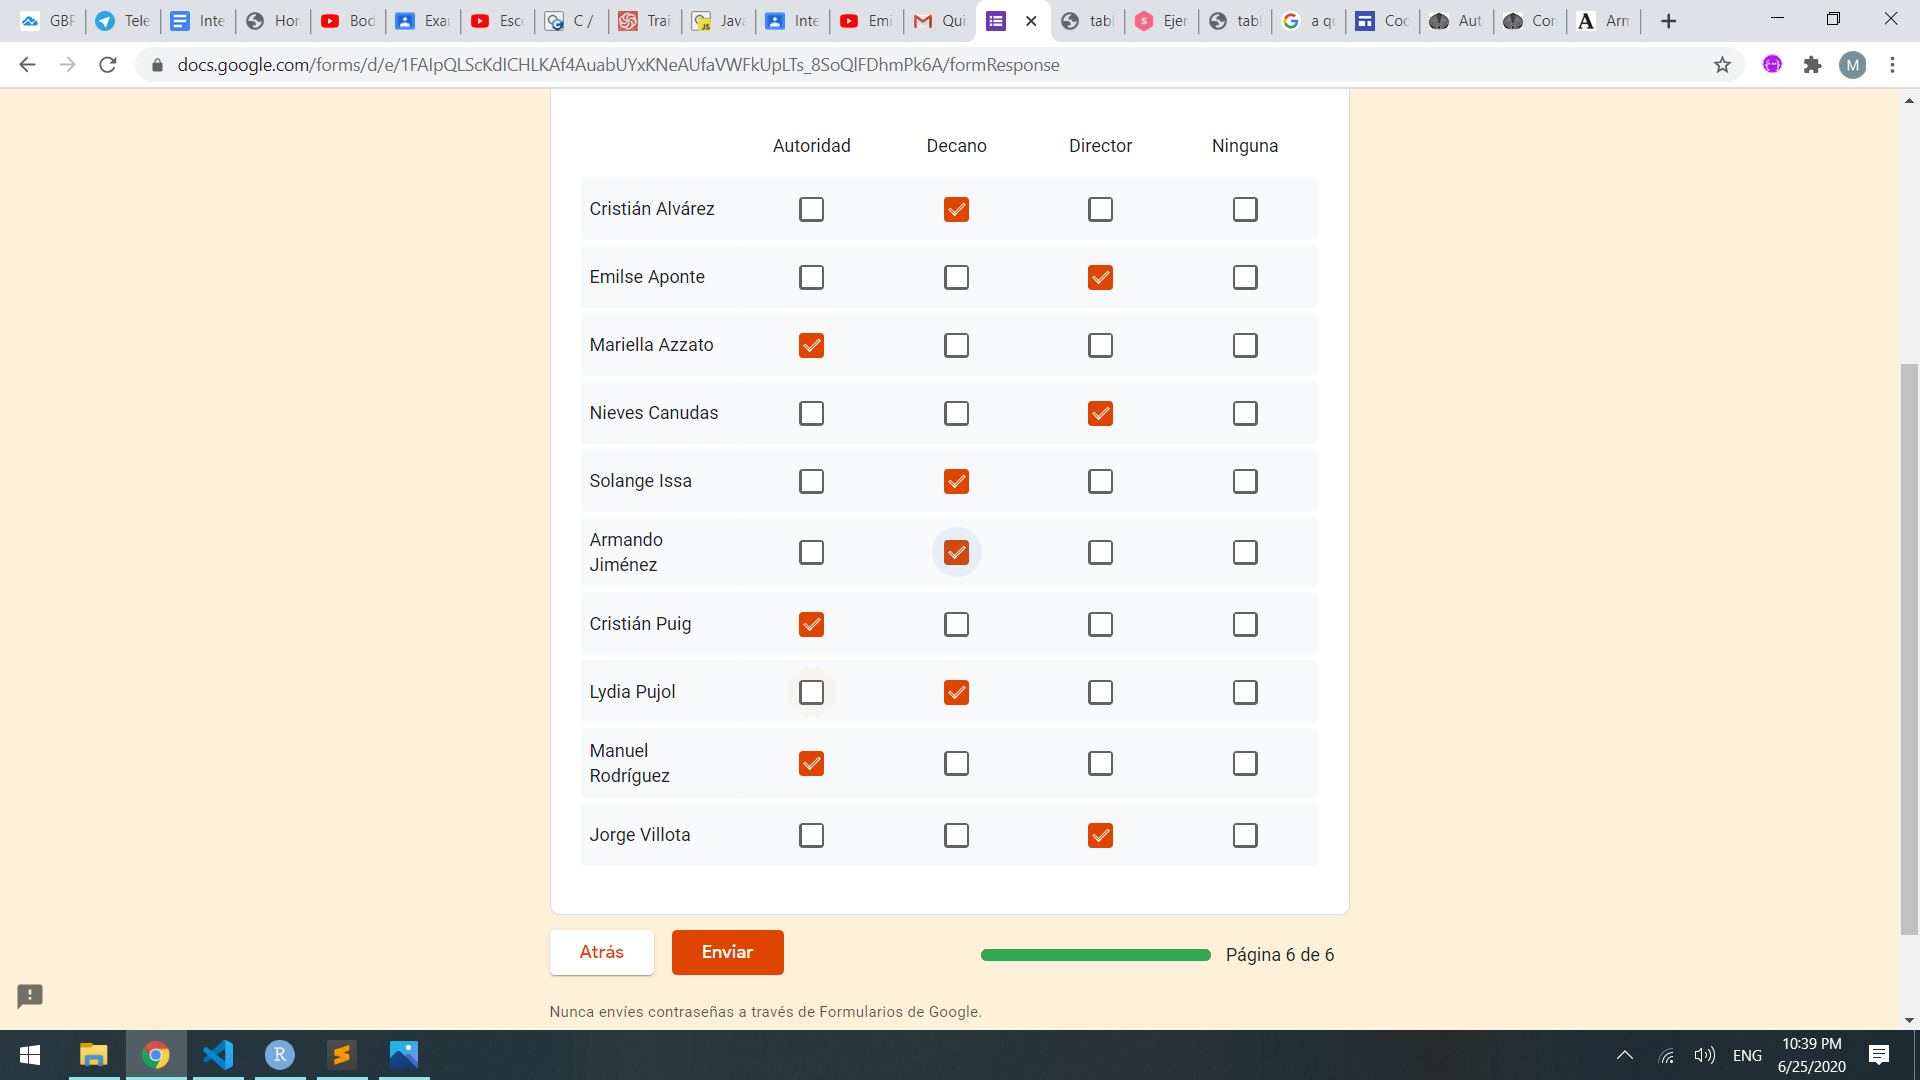 GBF Tele Inte Hor Bod Exa Esc C / Trai Java Inte Emi Qui tabl Ejer tabl a qu Coc Aut Cor Arn
docs.google.com/forms/d/e/1FAIpQLScKdICHLKAf4AuabUYxKNeAUfaVWFkUpLTs_8SoQlFDhmPk6A/formResponse M
Autoridad Decano Director Ninguna
Cristián Alvárez
Emilse Aponte
Mariella Azzato
Nieves Canudas
Solange Issa
Armando
Jiménez
Cristián Puig
Lydia Pujol
Manuel
Rodríguez
Jorge Villota
Atrás Enviar Página 6 de 6
Nunca envíes contraseñas a través de Formularios de Google.
ENG
10:39 PM
6/25/2020